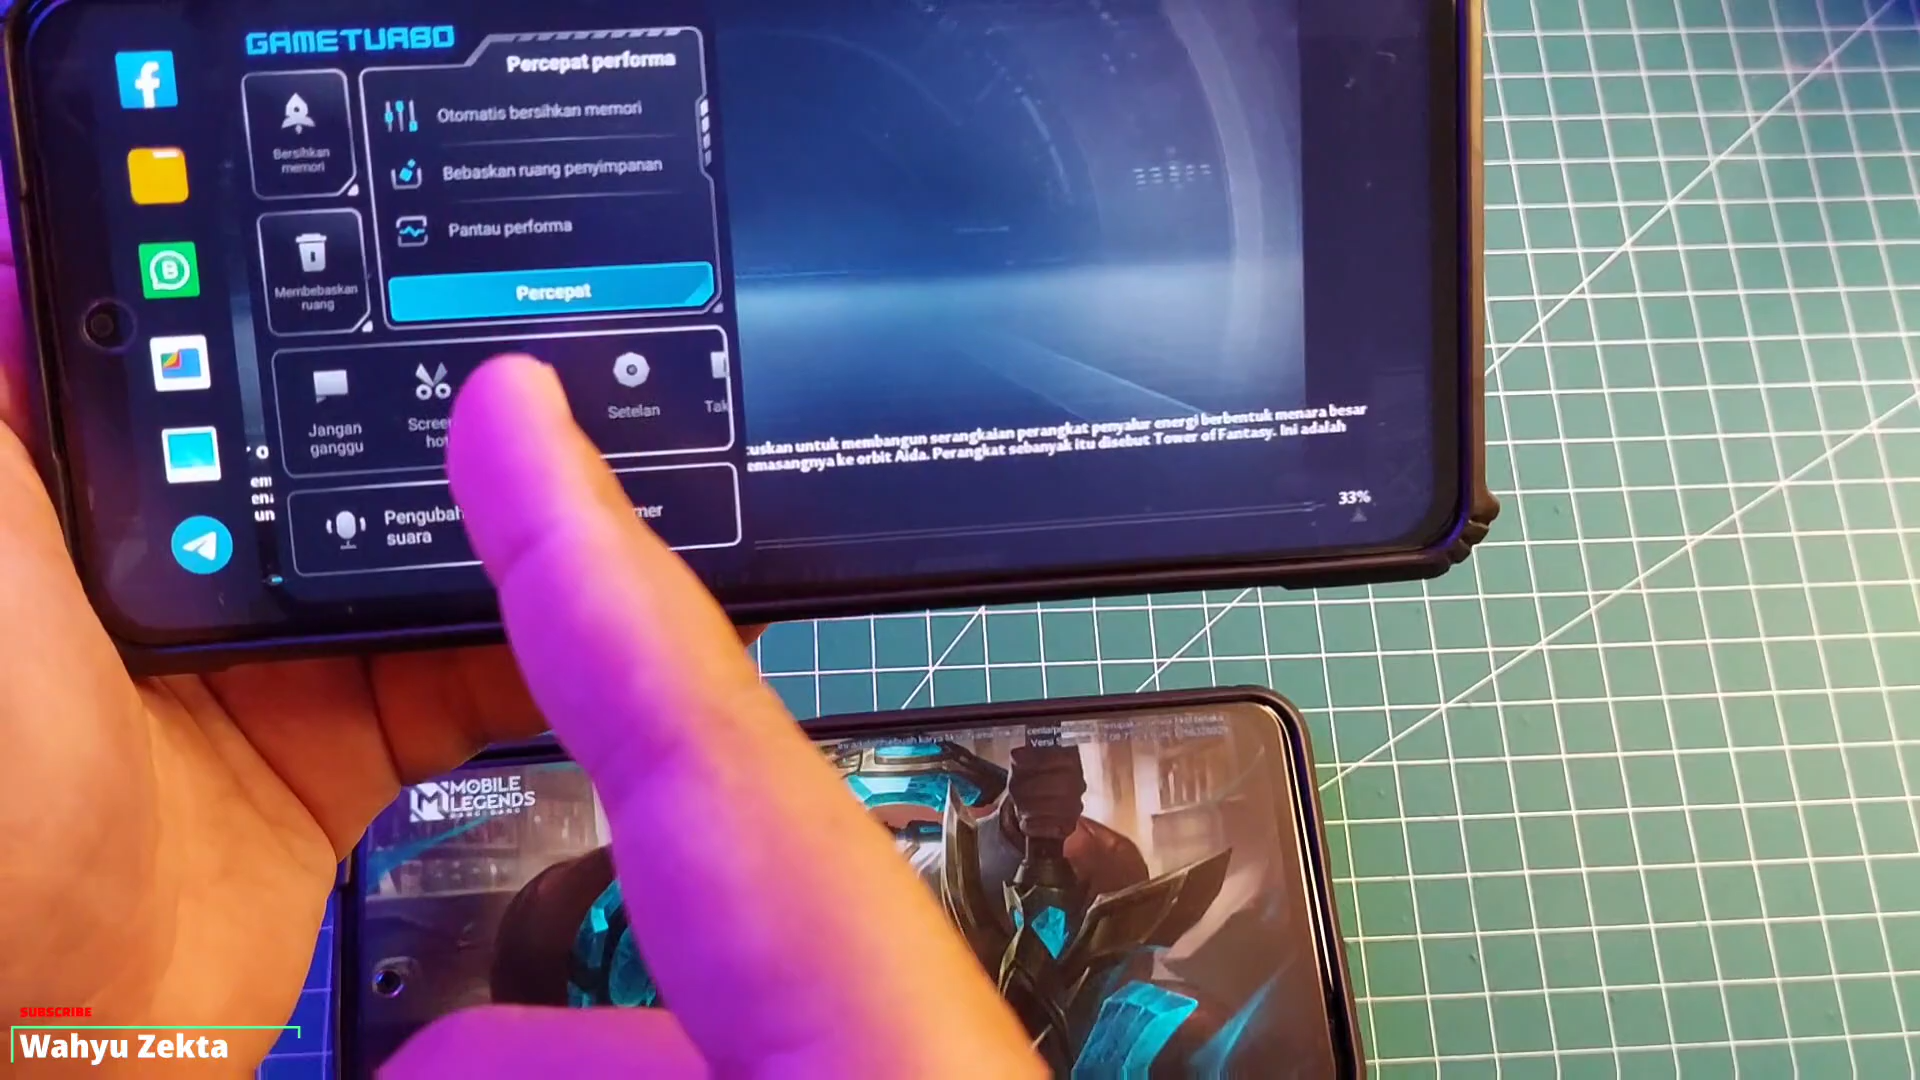 GAMETURBO
Percepat performa
Bersihkan
memori
Otomatis bersihkan memori
Bebaskan ruang penyimpanan
Pantau performa
Membebaskan
ruang
Percepat
Jangan
ganggu
Setelan
Pengubah
suara
untuk membangun serangkaian perangkat penyalur energi berbentuk menara besar
ke orbit Aida. Perangkat sebanyak itu disebut Tower of Fantasy. Ini adalah
33%
MOBILE
LEGENDS
BANG BANG
SUBSCRIBE
Wahyu Zekta